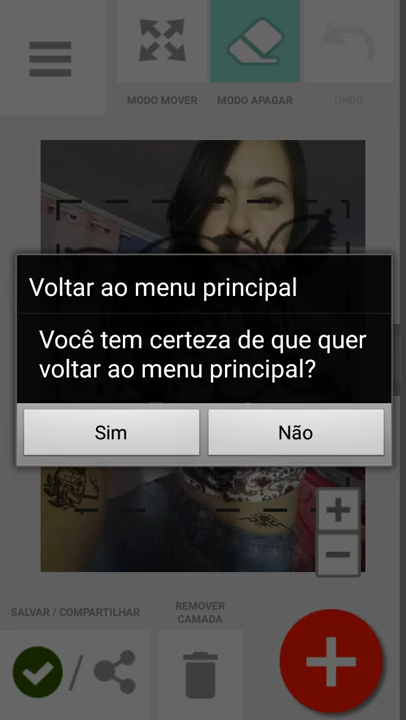 MODO MOVER
MODO APAGAR
UNDO
Voltar ao menu principal
Você tem certeza de que quer
voltar ao menu principal?
Sim
Não
SALVAR / COMPARTILHAR
REMOVER
CAMADA